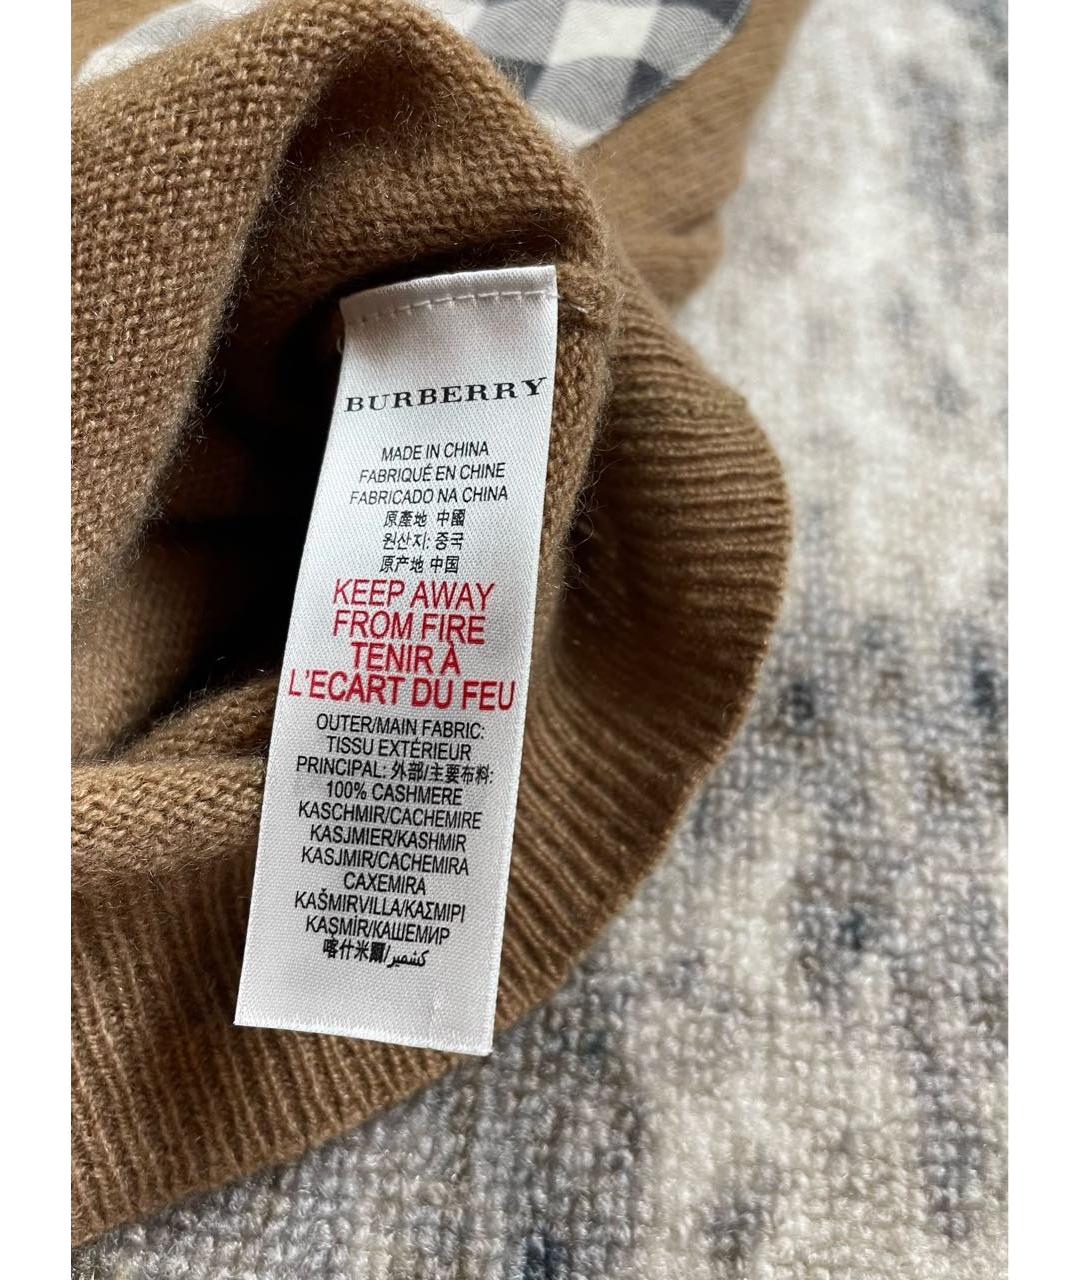 BURBERRY
MADE IN CHINA
FABRIQUÉ EN CHINE
FABRICADO NA CHINA
原產地 中國
원산지: 중국
原产地 中国
KEEP AWAY
FROM FIRE
TENIR À
L'ECART DU FEU
OUTER/MAIN FABRIC:
TISSU EXTÉRIEUR
PRINCIPAL: 外部/主要布料:
100% CASHMERE
KASCHMIR/CACHEMIRE
KASJMIER/KASHMIR
KASJMIR/CACHEMIRA
CAXEMIRA
KAŠMIRVILLA/ΚΑΣΜΙΡΙ
KAŞMİR/КАШЕМИР
喀什米爾/كشمير